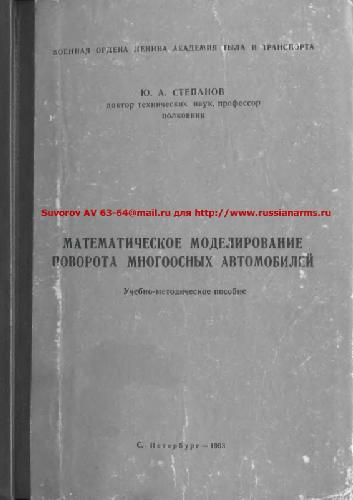 ВОЕННАЯ ОРДЕНА ЛЕНИНА АКАДЕМИЯ ТЫЛА И ТРАНСПОРТА
Ю. А. СТЕПАНОВ
доктор технических наук, профессор
полковник
Suvorov AV 63-64@mail.ru для http://www.russianarms.ru
МАТЕМАТИЧЕСКОЕ МОДЕЛИРОВАНИЕ
ПОВОРОТА МНОГООСНЫХ АВТОМОБИЛЕЙ
Учебно-методическое пособие
С.-Петербург — 1993